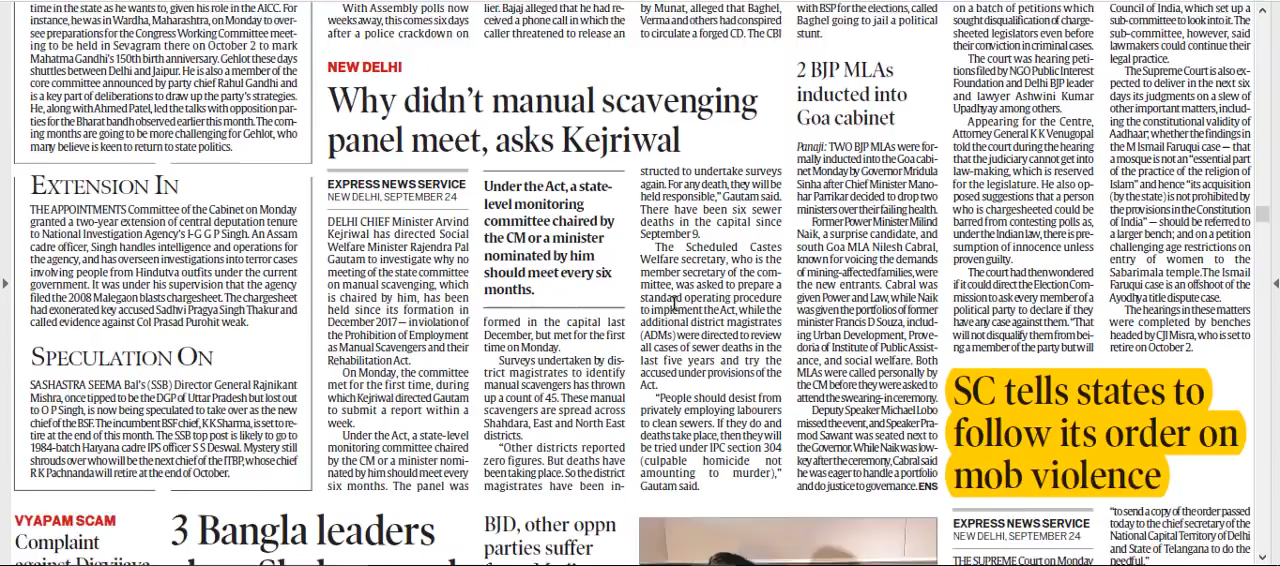 time in the state as he wants to, given his role in the AICC. For
instance, he was in Wardha, Maharashtra, on Monday to over-
see preparations for the Congress Working Committee meet-
ing to be held in Sevagram there on October 2 to mark
Mahatma Gandhi's 150th birth anniversary. Gehlot these days
shuttles between Delhi and Jaipur. He is also a member of the
core committee announced by party chief Rahul Gandhi and
is a key part of deliberations to draw up the party's strategies.
He, along with Ahmed Patel, led the talks with opposition par-
ties for the Bharat bandh observed earlier this month. The com-
ing months are going to be more challenging for Gehlot, who
many believe is keen to return to state politics.
EXTENSION IN
THE APPOINTMENTS Committee of the Cabinet on Monday
granted a two-year extension of central deputation tenure
to National Investigation Agency's I-G G P Singh. An Assam
cadre officer, Singh handles intelligence and operations for
the agency, and has overseen investigations into terror cases
involving people from Hindutva outfits under the current
government. It was under his supervision that the agency
filed the 2008 Malegaon blasts chargesheet. The chargesheet
had exonerated key accused Sadhvi Pragya Singh Thakur and
called evidence against Col Prasad Purohit weak.
SPECULATION ON
SASHASTRA SEEMA Bal's (SSB) Director General Rajnikant
Mishra, once tipped to be the DGP of Uttar Pradesh but lost out
to O P Singh, is now being speculated to take over as the new
chief of the BSF. The incumbent BSF chief, K K Sharma, is set to re-
tire at the end of this month. The SSB top post is likely to go to
1984-batch Haryana cadre IPS officer S S Deswal. Mystery still
shrouds over who will be the next chief of the ITBP, whose chief
R K Pachnanda will retire at the end of October.
VYAPAM SCAM
Complaint
against Digvijaya
3 Bangla leaders
With Assembly polls now
weeks away, this comes six days
after a police crackdown on
lier. Bajaj alleged that he had re-
ceived a phone call in which the
caller threatened to release an
by Munat, alleged that Baghel,
Verma and others had conspired
to circulate a forged CD. The CBI
NEW DELHI
Why didn't manual scavenging
panel meet, asks Kejriwal
EXPRESS NEWS SERVICE
NEW DELHI, SEPTEMBER 24
DELHI CHIEF Minister Arvind
Kejriwal has directed Social
Welfare Minister Rajendra Pal
Gautam to investigate why no
meeting of the state committee
on manual scavenging, which
is chaired by him, has been
held since its formation in
December 2017 — in violation of
the Prohibition of Employment
as Manual Scavengers and their
Rehabilitation Act.
On Monday, the committee
met for the first time, during
which Kejriwal directed Gautam
to submit a report within a
week.
Under the Act, a state-level
monitoring committee chaired
by the CM or a minister nomi-
nated by him should meet every
six months. The panel was
Under the Act, a state-
level monitoring
committee chaired by
the CM or a minister
nominated by him
should meet every six
months.
formed in the capital last
December, but met for the first
time on Monday.
Surveys undertaken by dis-
trict magistrates to identify
manual scavengers has thrown
up a count of 45. These manual
scavengers are spread across
Shahdara, East and North East
districts.
"Other districts reported
zero figures. But deaths have
been taking place. So the district
magistrates have been in-
structed to undertake surveys
again. For any death, they will be
held responsible," Gautam said.
There have been six sewer
deaths in the capital since
September 9.
The Scheduled Castes
Welfare secretary, who is the
member secretary of the com-
mittee, was asked to prepare a
standard operating procedure
to implement the Act, while the
additional district magistrates
(ADMs) were directed to review
all cases of sewer deaths in the
last five years and try the
accused under provisions of the
Act.
"People should desist from
privately employing labourers
to clean sewers. If they do and
deaths take place, then they will
be tried under IPC section 304
(culpable homicide not
amounting to murder),"
Gautam said.
BJD, other oppn
parties suffer
with BSP for the elections, called
Baghel going to jail a political
stunt.
2 BJP MLAs
inducted into
Goa cabinet
Panaji: TWO BJP MLAs were for-
mally inducted into the Goa cabi-
net Monday by Governor Mridula
Sinha after Chief Minister Mano-
har Parrikar decided to drop two
ministers over their failing health.
Former Power Minister Milind
Naik, a surprise candidate, and
south Goa MLA Nilesh Cabral,
known for voicing the demands
of mining-affected families, were
the new entrants. Cabral was
given Power and Law, while Naik
was given the portfolios of former
minister Francis D Souza, includ-
ing Urban Development, Prove-
doria of Institute of Public Assist-
ance, and social welfare. Both
MLAs were called personally by
the CM before they were asked to
attend the swearing-in ceremony.
Deputy Speaker Michael Lobo
missed the event, and Speaker Pra-
mod Sawant was seated next to
the Governor. While Naik was low-
key after the ceremony, Cabral said
he was eager to handle a portfolio
and do justice to governance. ENS
on a batch of petitions which
sought disqualification of charge-
sheeted legislators even before
their conviction in criminal cases.
The court was hearing peti-
tions filed by NGO Public Interest
Foundation and Delhi BJP leader
and lawyer Ashwini Kumar
Upadhyay among others.
Appearing for the Centre,
Attorney General K K Venugopal
told the court during the hearing
that the judiciary cannot get into
law-making, which is reserved
for the legislature. He also op-
posed suggestions that a person
who is chargesheeted could be
barred from contesting polls as,
under the Indian law, there is pre-
sumption of innocence unless
proven guilty.
The court had then wondered
if it could direct the Election Com-
mission to ask every member of a
political party to declare if they
have any case against them. "That
will not disqualify them from bei-
ng a member of the party but will
Council of India, which set up a
sub-committee to look into it. The
sub-committee, however, said
lawmakers could continue their
legal practice.
The Supreme Court is also ex-
pected to deliver in the next six
days its judgments on a slew of
other important matters, includ-
ing the constitutional validity of
Aadhaar; whether the findings in
the M Ismail Faruqui case — that
a mosque is not an "essential part
of the practice of the religion of
Islam" and hence "its acquisition
(by the state) is not prohibited by
the provisions in the Constitution
of India" — should be referred to
a larger bench; and on a petition
challenging age restrictions on
entry of women to the
Sabarimala temple.The Ismail
Faruqui case is an offshoot of the
Ayodhya title dispute case.
The hearings in these matters
were completed by benches
headed by CJI Misra, who is set to
retire on October 2.
SC tells states to
follow its order on
mob violence
EXPRESS NEWS SERVICE
NEW DELHI, SEPTEMBER 24
THE SUPREME Court on Monday
"to send a copy of the order passed
today to the chief secretary of the
National Capital Territory of Delhi
and State of Telangana to do the
needful."